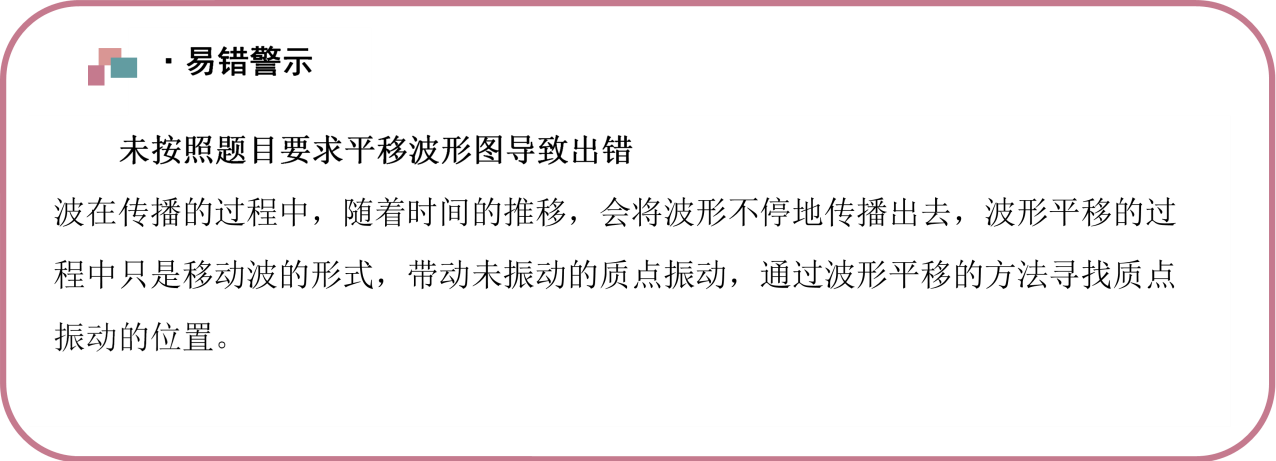 ·易错警示
未按照题目要求平移波形图导致出错
波在传播的过程中，随着时间的推移，会将波形不停地传播出去，波形平移的过
程中只是移动波的形式，带动未振动的质点振动，通过波形平移的方法寻找质点
振动的位置。